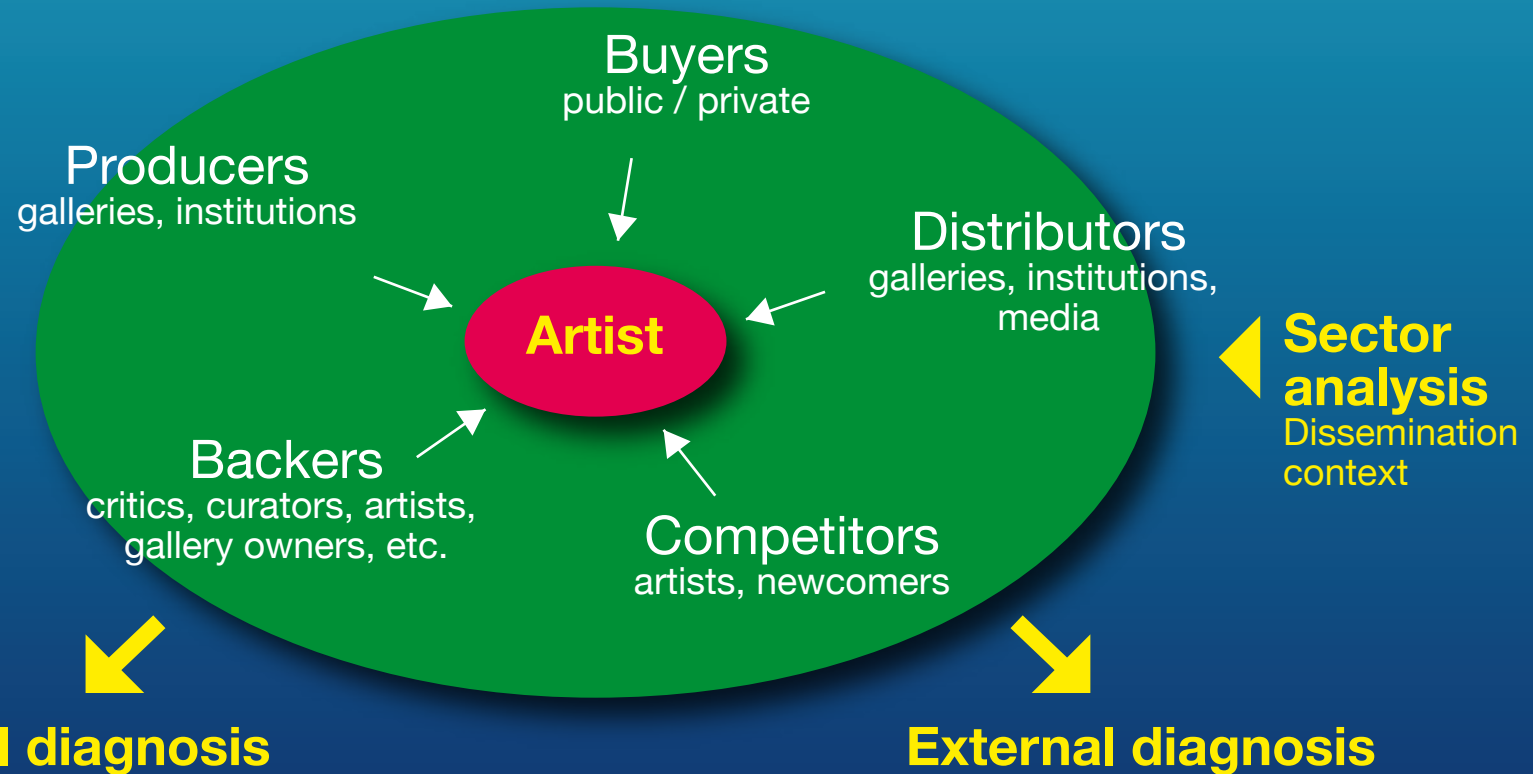 Buyers
public / private
Producers
galleries, institutions
Distributors
galleries, institutions,
media
Artist
Sector
analysis
Dissemination
context
Backers
critics, curators, artists,
gallery owners, etc.
Competitors
artists, newcomers
diagnosis
External diagnosis